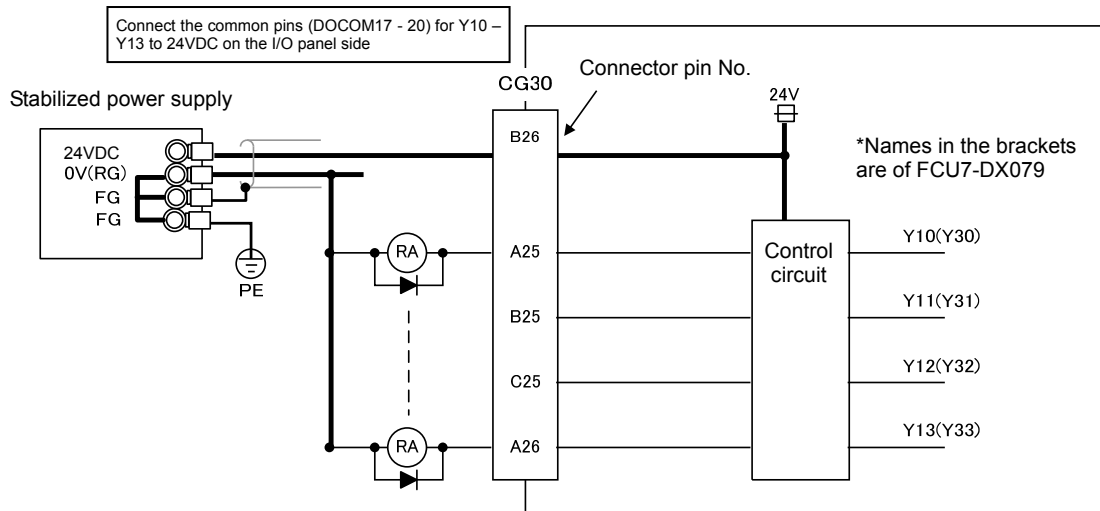 Connect the common pins (DOCOM17 - 20) for Y10 –
Y13 to 24VDC on the I/O panel side
Connector pin No.
CG30
Stabilized power supply
24V
B26
*Names in the brackets
are of FCU7-DX079
24VDC
0V(RG)
FG
FG
PE
RA
A25
Control
circuit
Y10(Y30)
B25
Y11(Y31)
C25
Y12(Y32)
RA
A26
Y13(Y33)